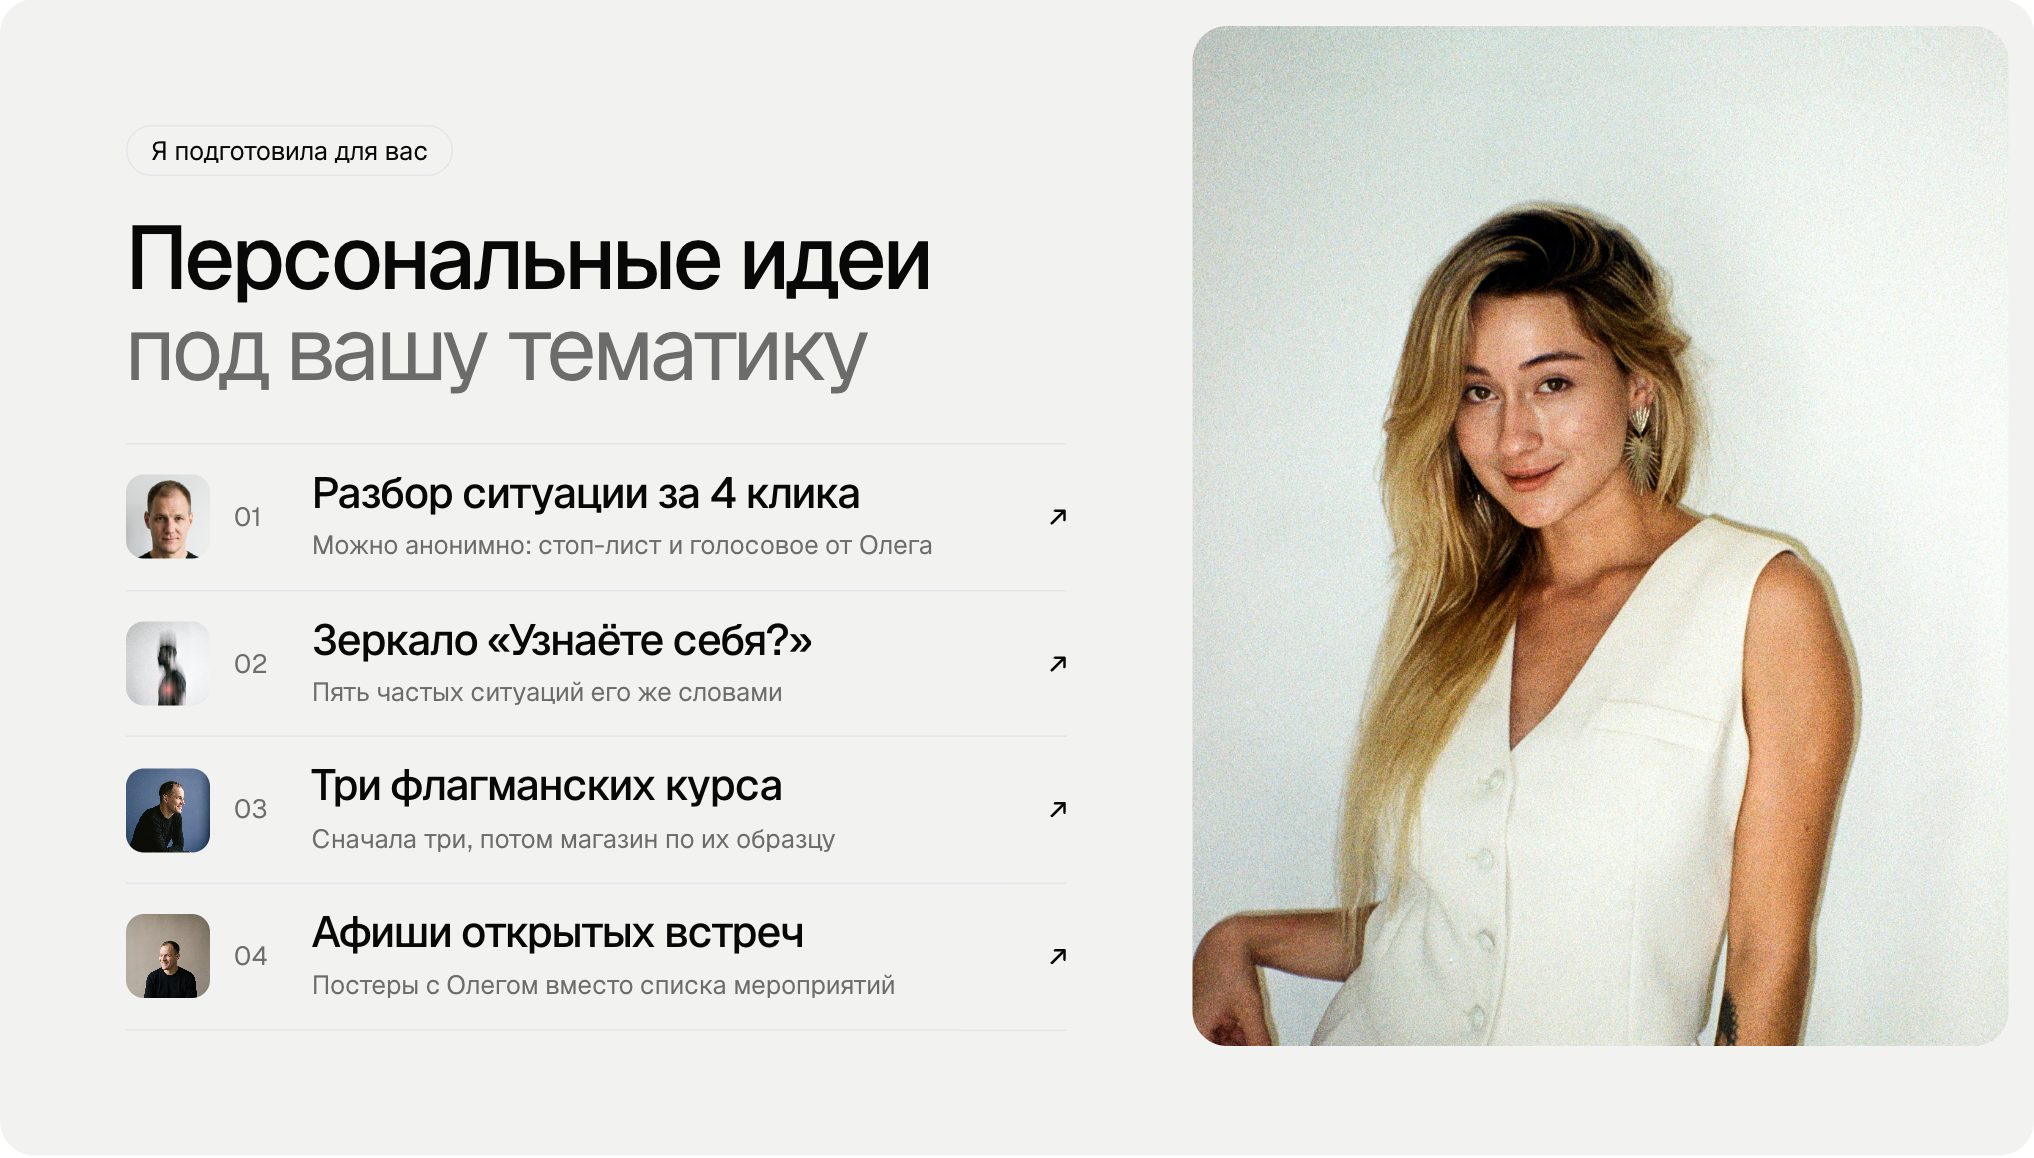 Я подготовила для вас
Персональные идеи
под вашу тематику
01
Разбор ситуации за 4 клика
Можно анонимно: стоп-лист и голосовое от Олега
02
Зеркало «Узнаёте себя?»
Пять частых ситуаций его же словами
03
Три флагманских курса
Сначала три, потом магазин по их образцу
04
Афиши открытых встреч
Постеры с Олегом вместо списка мероприятий